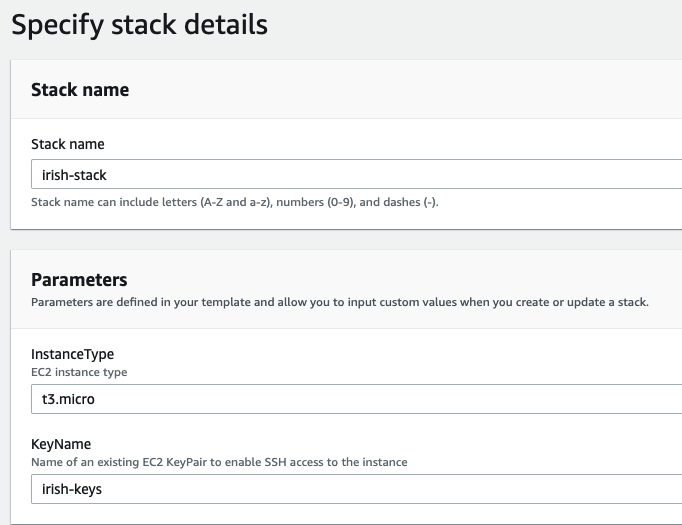 Specify stack details
Stack name
Stack name
irish-stack
Stack name can include letters (A-Z and a-z), numbers (0-9), and dashes (-).
Parameters
Parameters are defined in your template and allow you to input custom values when you create or update a stack.
InstanceType
EC2 instance type
t3.micro
KeyName
Name of an existing EC2 KeyPair to enable SSH access to the instance
irish-keys